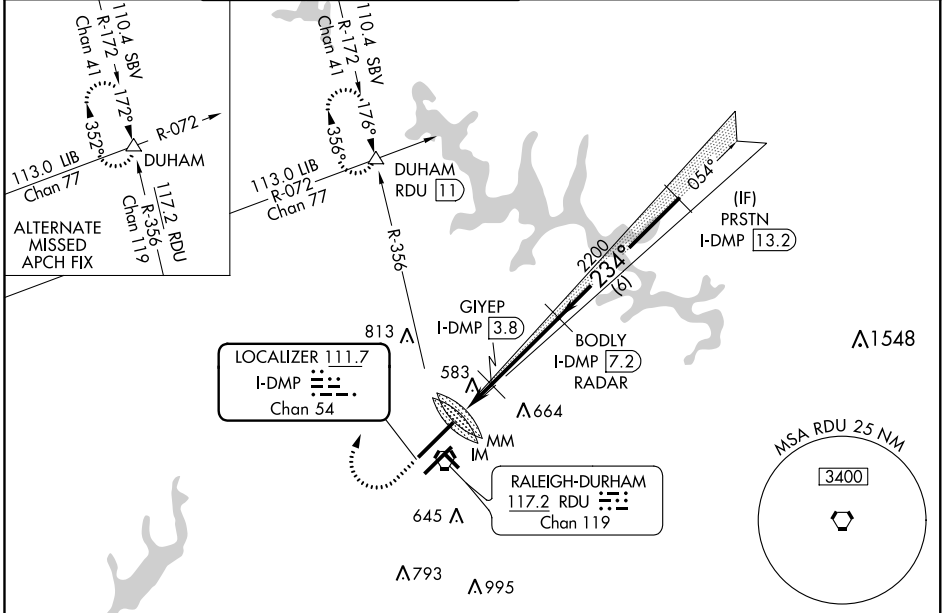 110.4 SBV
R-172
Chan 41
172°
352°
R-072
DUHAM
113.0 LIB
Chan 77
117.2 RDU
R-356
Chan 119
ALTERNATE
MISSED
APCH FIX
110.4 SBV
R-172
Chan 41
176°
356°
113.0 LIB
R-072
Chan 77
DUHAM
RDU 11
R-356
054°
(IF)
PRSTN
I-DMP 13.2
2200
234°
(6)
GIYEP
I-DMP 3.8
BODLY
I-DMP 7.2
RADAR
813
1548
LOCALIZER 111.7
I-DMP
Chan 54
583
664
MM
IM
MSA RDU 25 NM
3400
RALEIGH-DURHAM
117.2 RDU
Chan 119
645
793
995